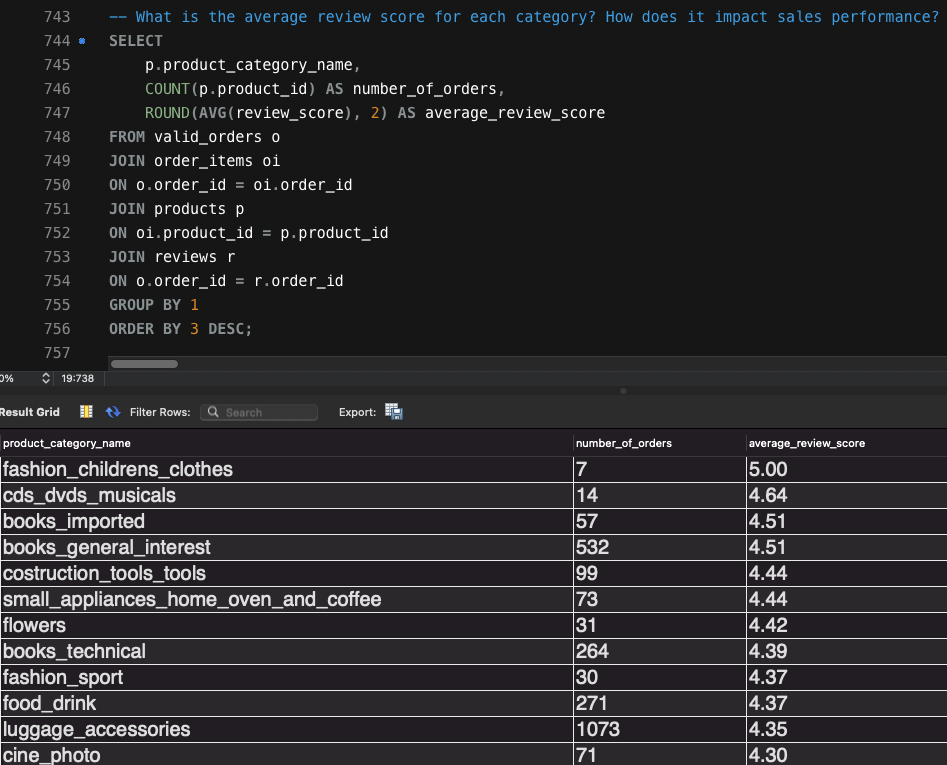 743 -- What is the average review score for each category? How does it impact sales performance?
744 SELECT
745 p.product_category_name,
746 COUNT(p.product_id) AS number_of_orders,
747 ROUND(AVG(review_score), 2) AS average_review_score
748 FROM valid_orders o
749 JOIN order_items oi
750 ON o.order_id = oi.order_id
751 JOIN products p
752 ON oi.product_id = p.product_id
753 JOIN reviews r
754 ON o.order_id = r.order_id
755 GROUP BY 1
756 ORDER BY 3 DESC;
757
0% 19:738
Result Grid Filter Rows: Search Export:
product_category_name number_of_orders average_review_score
fashion_childrens_clothes 7 5.00
cds_dvds_musicals 14 4.64
books_imported 57 4.51
books_general_interest 532 4.51
costruction_tools_tools 99 4.44
small_appliances_home_oven_and_coffee 73 4.44
flowers 31 4.42
books_technical 264 4.39
fashion_sport 30 4.37
food_drink 271 4.37
luggage_accessories 1073 4.35
cine_photo 71 4.30